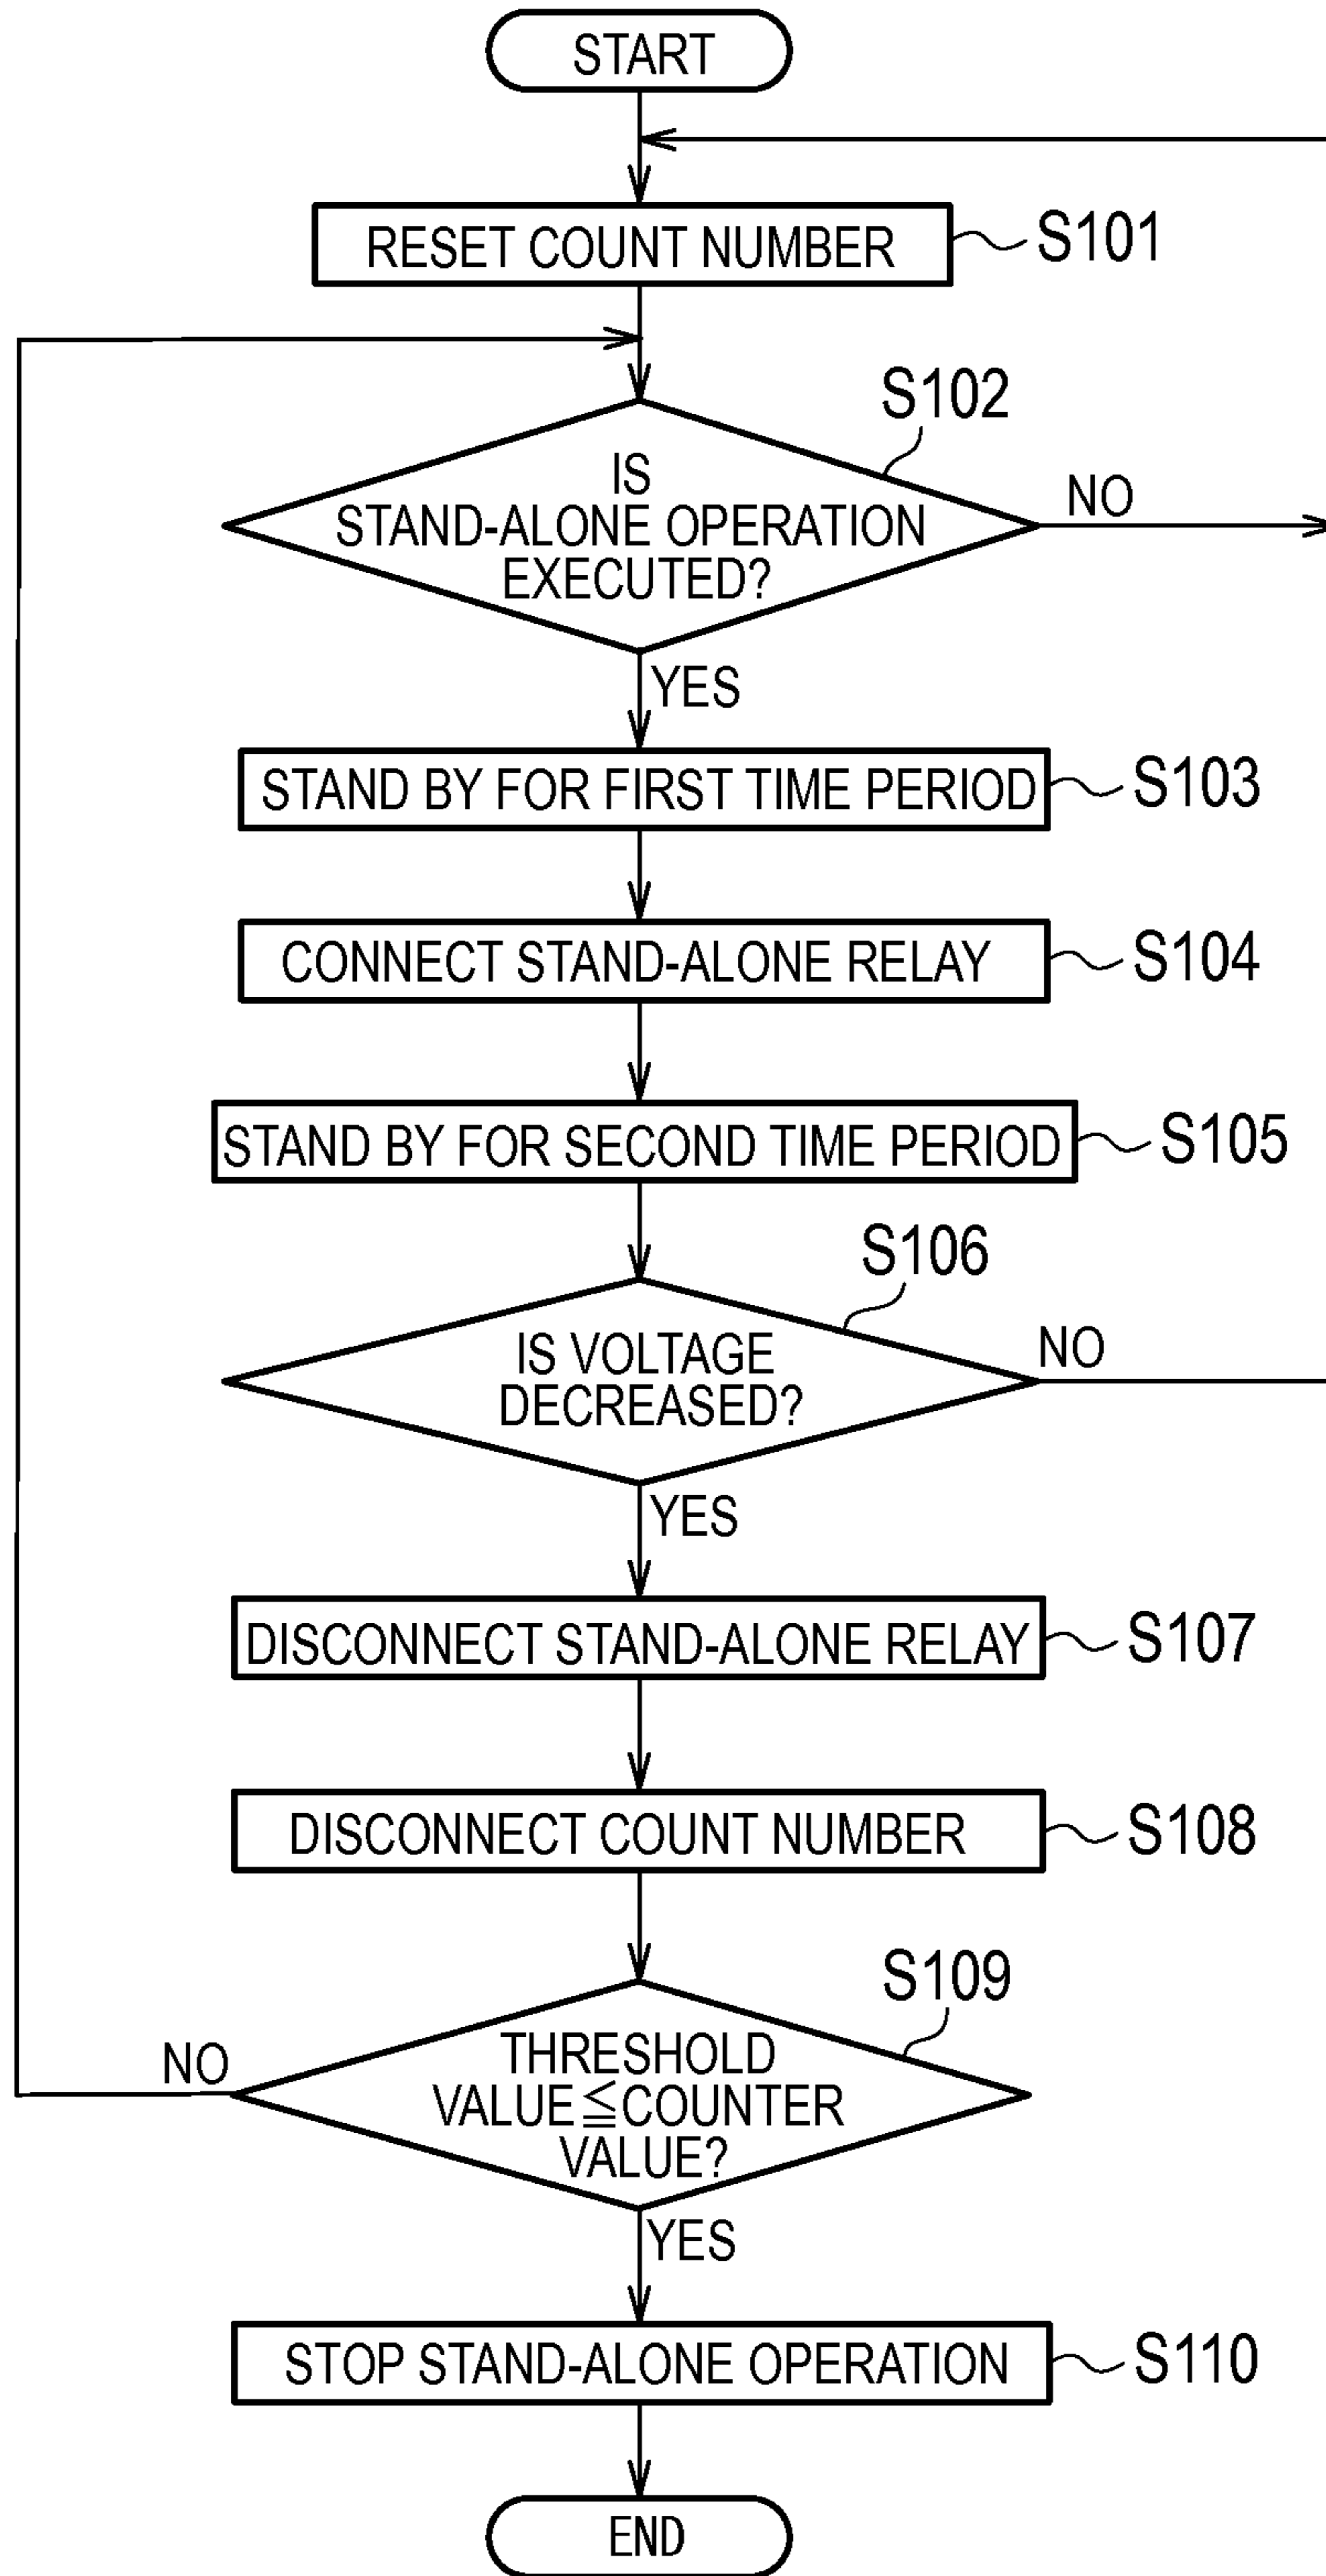 START
RESET COUNT NUMBER
S101
S102
IS
STAND-ALONE OPERATION
EXECUTED?
NO
YES
STAND BY FOR FIRST TIME PERIOD
S103
CONNECT STAND-ALONE RELAY
S104
STAND BY FOR SECOND TIME PERIOD
S105
S106
IS VOLTAGE
DECREASED?
NO
YES
DISCONNECT STAND-ALONE RELAY
S107
DISCONNECT COUNT NUMBER
S108
S109
THRESHOLD
VALUE≦COUNTER
VALUE?
NO
YES
STOP STAND-ALONE OPERATION
S110
END